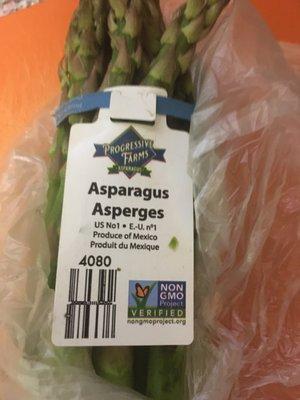 PROGRESSIVE
FARMS
ASPARAGUS
Asparagus
Asperges
US No1 • E.-U. nº1
Produce of Mexico
Produit du Mexique
4080
NON
GMO
Project
VERIFIED
nongmoproject.org